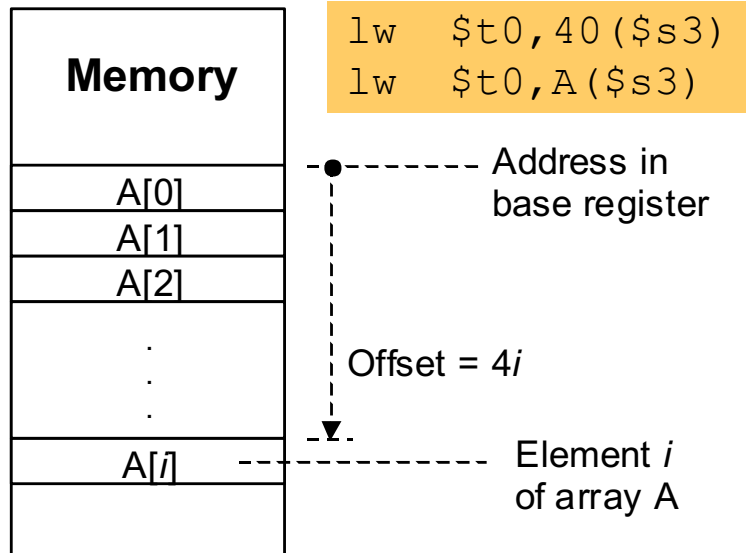 lw $t0,40($s3)
lw $t0,A($s3)
Memory
Address in
base register
A[0]
A[1]
A[2]
.
.
.
Offset = 4i
A[i]
Element i
of array A